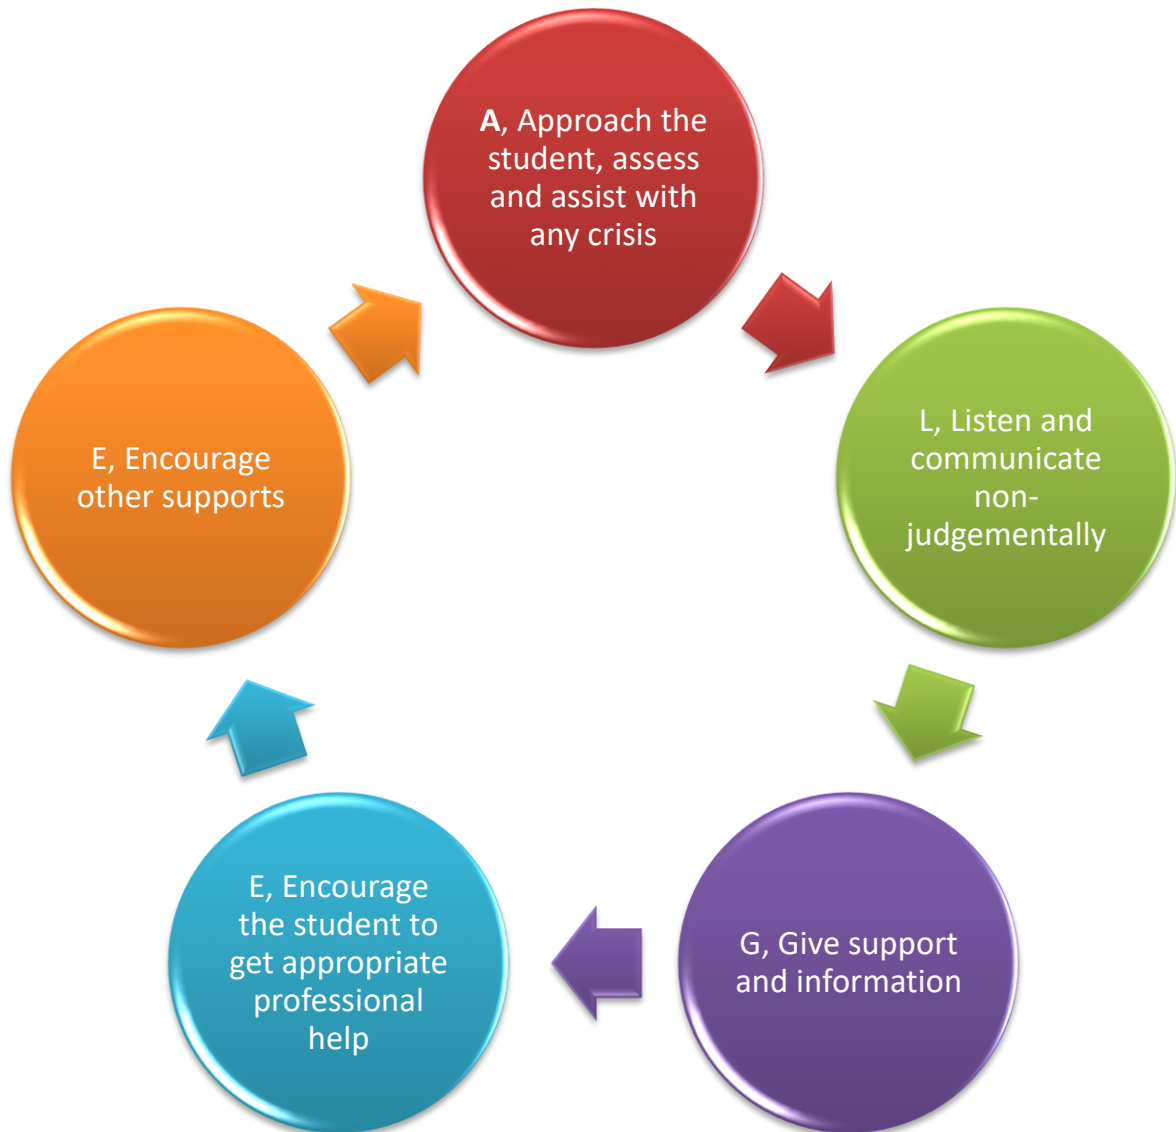 A, Approach the
student, assess
and assist with
any crisis
L, Listen and
communicate
non-
judgementally
G, Give support
and information
E, Encourage
the student to
get appropriate
professional
help
E, Encourage
other supports